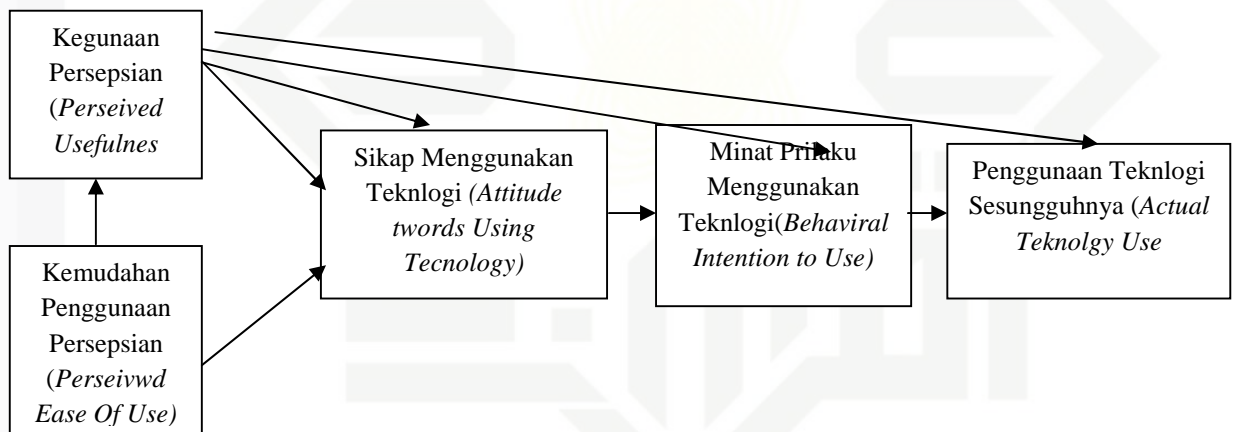 Kegunaan
Persepsian
(Perseived
Usefulnes
Kemudahan
Penggunaan
Persepsian
(Perseivwd
Ease Of Use)
Sikap Menggunakan
Teknlogi (Attitude
twords Using
Tecnology)
Minat Prilaku
Menggunakan
Teknlogi(Behaviral
Intention to Use)
Penggunaan Teknlogi
Sesungguhnya (Actual
Teknolgy Use